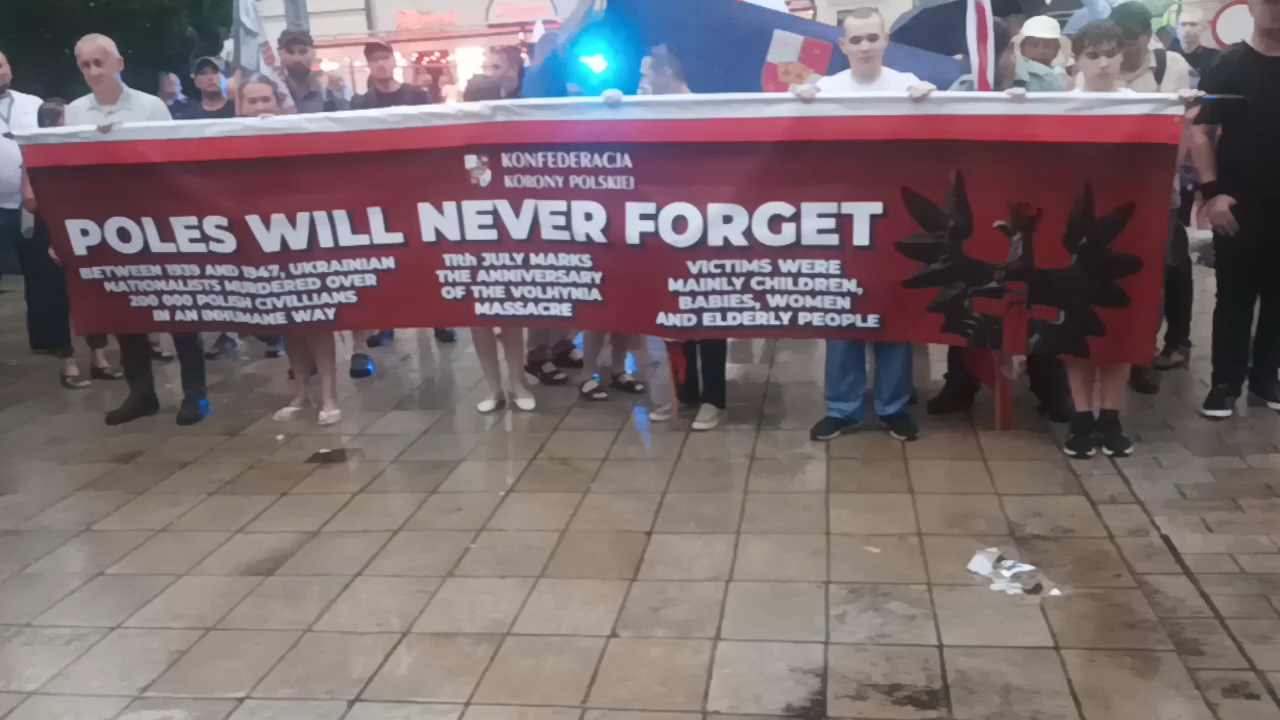 KONFEDERACJA
KORONY POLSKIEJ
POLES WILL NEVER FORGET
BETWEEN 1939 AND 1947, UKRAINIAN
NATIONALISTS MURDERED OVER
200 000 POLISH CIVILLIANS
IN AN INHUMANE WAY
11th JULY MARKS
THE ANNIVERSARY
OF THE VOLHYNIA
MASSACRE
VICTIMS WERE
MAINLY CHILDREN,
BABIES, WOMEN
AND ELDERLY PEOPLE